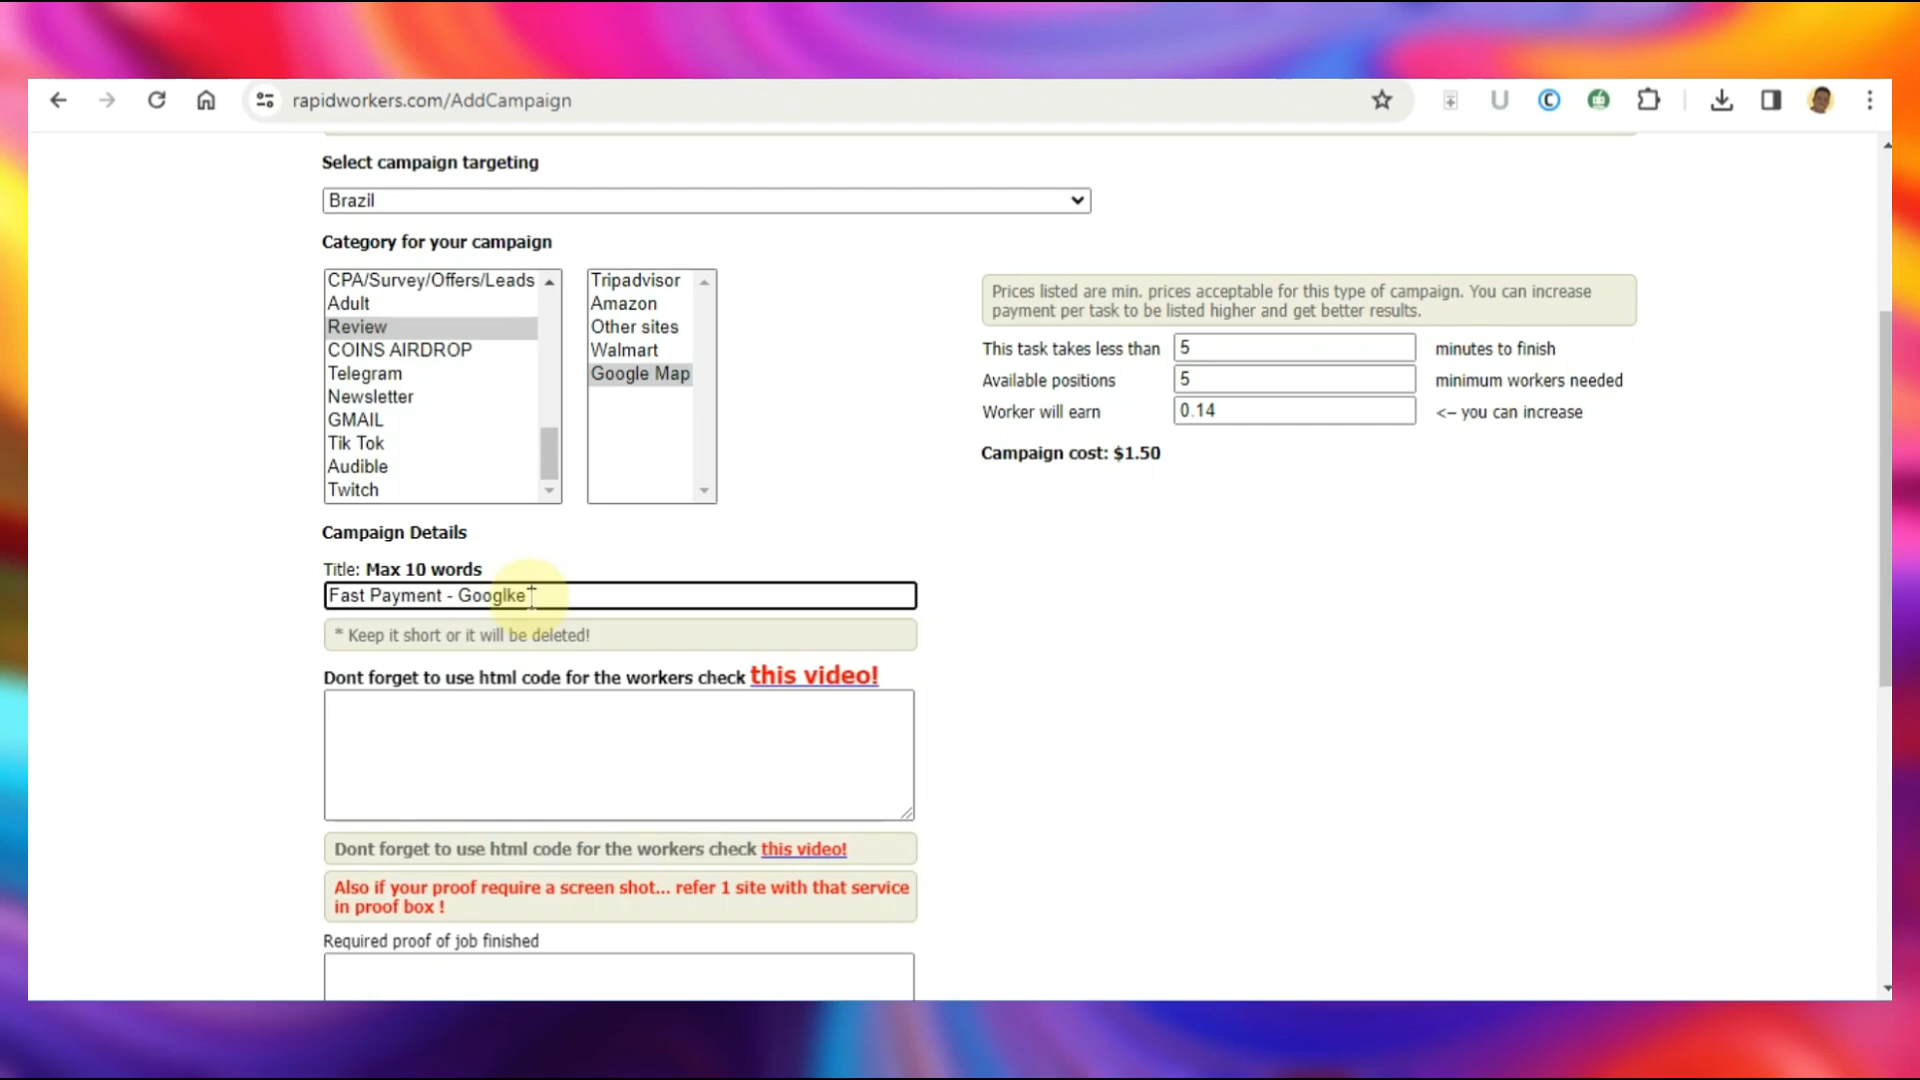 rapidworkers.com/AddCampaign
Select campaign targeting
Brazil
Category for your campaign
CPA/Survey/Offers/Leads
Adult
Review
COINS AIRDROP
Telegram
Newsletter
GMAIL
Tik Tok
Audible
Twitch
Tripadvisor
Amazon
Other sites
Walmart
Google Map
Prices listed are min. prices acceptable for this type of campaign. You can increase
payment per task to be listed higher and get better results.
This task takes less than 5 minutes to finish
Available positions 5 minimum workers needed
Worker will earn 0.14 <– you can increase
Campaign cost: $1.50
Campaign Details
Title: Max 10 words
Fast Payment - Googlke
* Keep it short or it will be deleted!
Dont forget to use html code for the workers check this video!
Dont forget to use html code for the workers check this video!
Also if your proof require a screen shot... refer 1 site with that service
in proof box !
Required proof of job finished